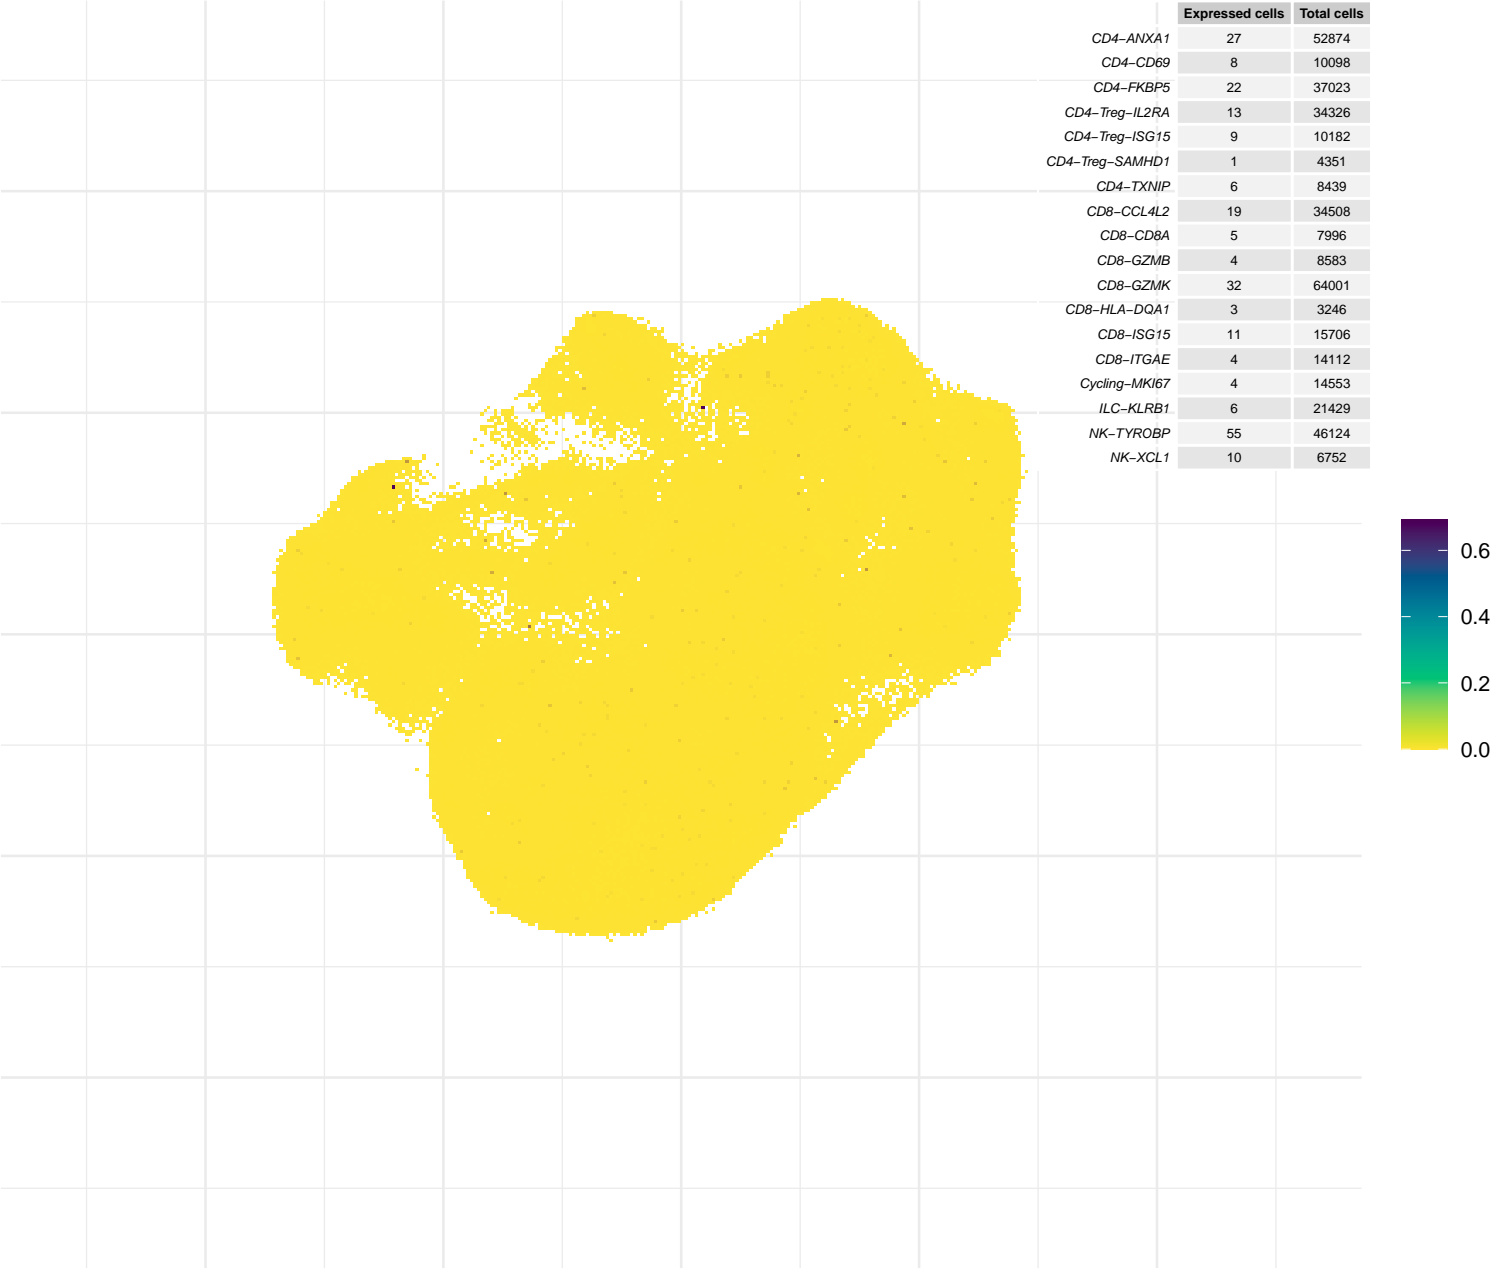 Expressed cells Total cells
CD4−ANXA1 27 52874
CD4−CD69 8 10098
CD4−FKBP5 22 37023
CD4−Treg−IL2RA 13 34326
CD4−Treg−ISG15 9 10182
CD4−Treg−SAMHD1 1 4351
CD4−TXNIP 6 8439
CD8−CCL4L2 19 34508
CD8−CD8A 5 7996
CD8−GZMB 4 8583
CD8−GZMK 32 64001
CD8−HLA−DQA1 3 3246
CD8−ISG15 11 15706
CD8−ITGAE 4 14112
Cycling−MKI67 4 14553
ILC−KLRB1 6 21429
NK−TYROBP 55 46124
NK−XCL1 10 6752
0.6
0.4
0.2
0.0